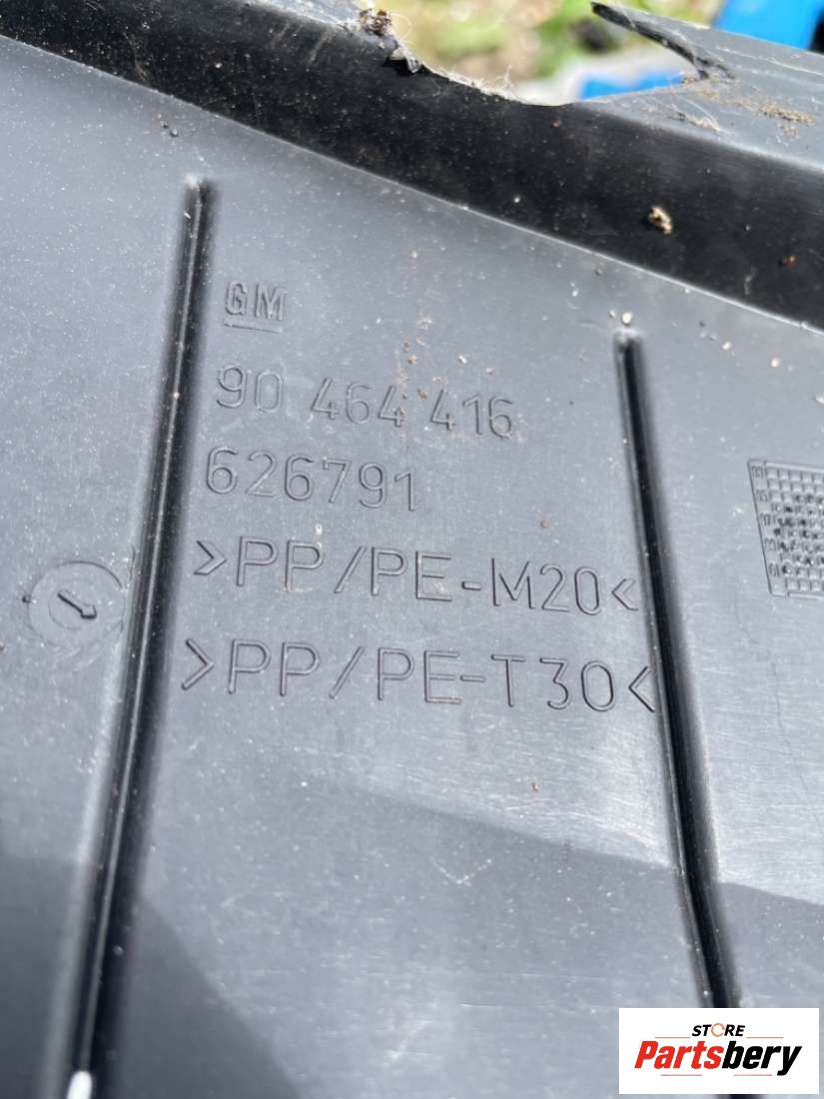 GM
90 464 416
626791
>PP/PE-M20<
>PP/PE-T30<
STORE
Partsbery